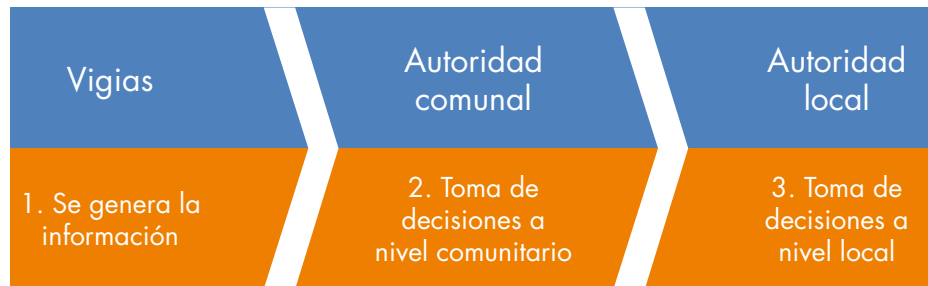 Vigias
Autoridad
comunal
Autoridad
local
1. Se genera la
información
2. Toma de
decisiones a
nivel comunitario
3. Toma de
decisiones a
nivel local